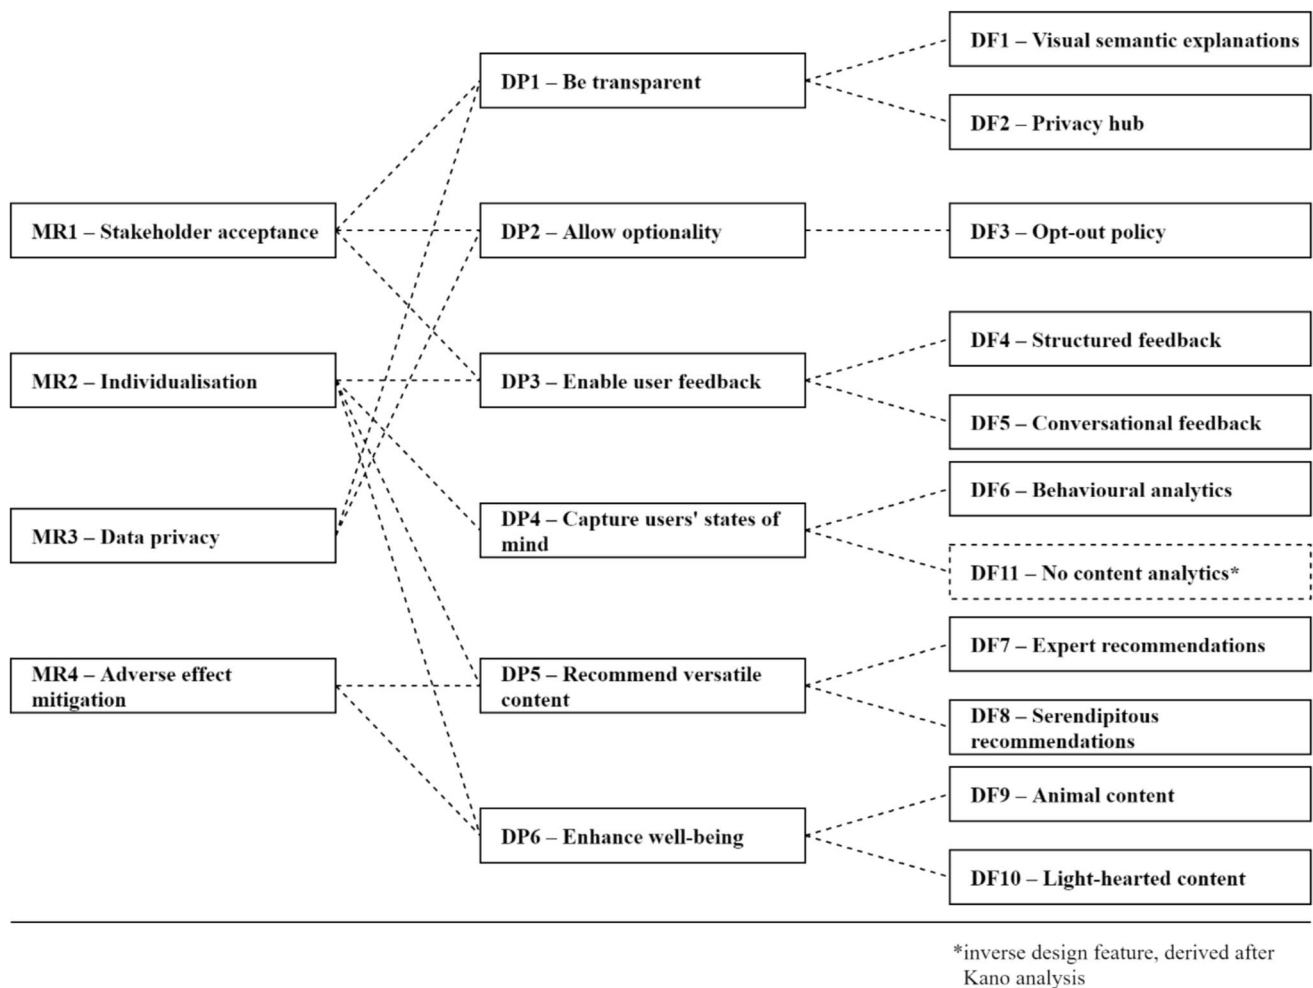 MR1 – Stakeholder acceptance
MR2 – Individualisation
MR3 – Data privacy
MR4 – Adverse effect
mitigation
DP1 – Be transparent
DP2 – Allow optionality
DP3 – Enable user feedback
DP4 – Capture users' states of
mind
DP5 – Recommend versatile
content
DP6 – Enhance well-being
DF1 – Visual semantic explanations
DF2 – Privacy hub
DF3 – Opt-out policy
DF4 – Structured feedback
DF5 – Conversational feedback
DF6 – Behavioural analytics
DF11 – No content analytics*
DF7 – Expert recommendations
DF8 – Serendipitous
recommendations
DF9 – Animal content
DF10 – Light-hearted content
*inverse design feature, derived after
Kano analysis